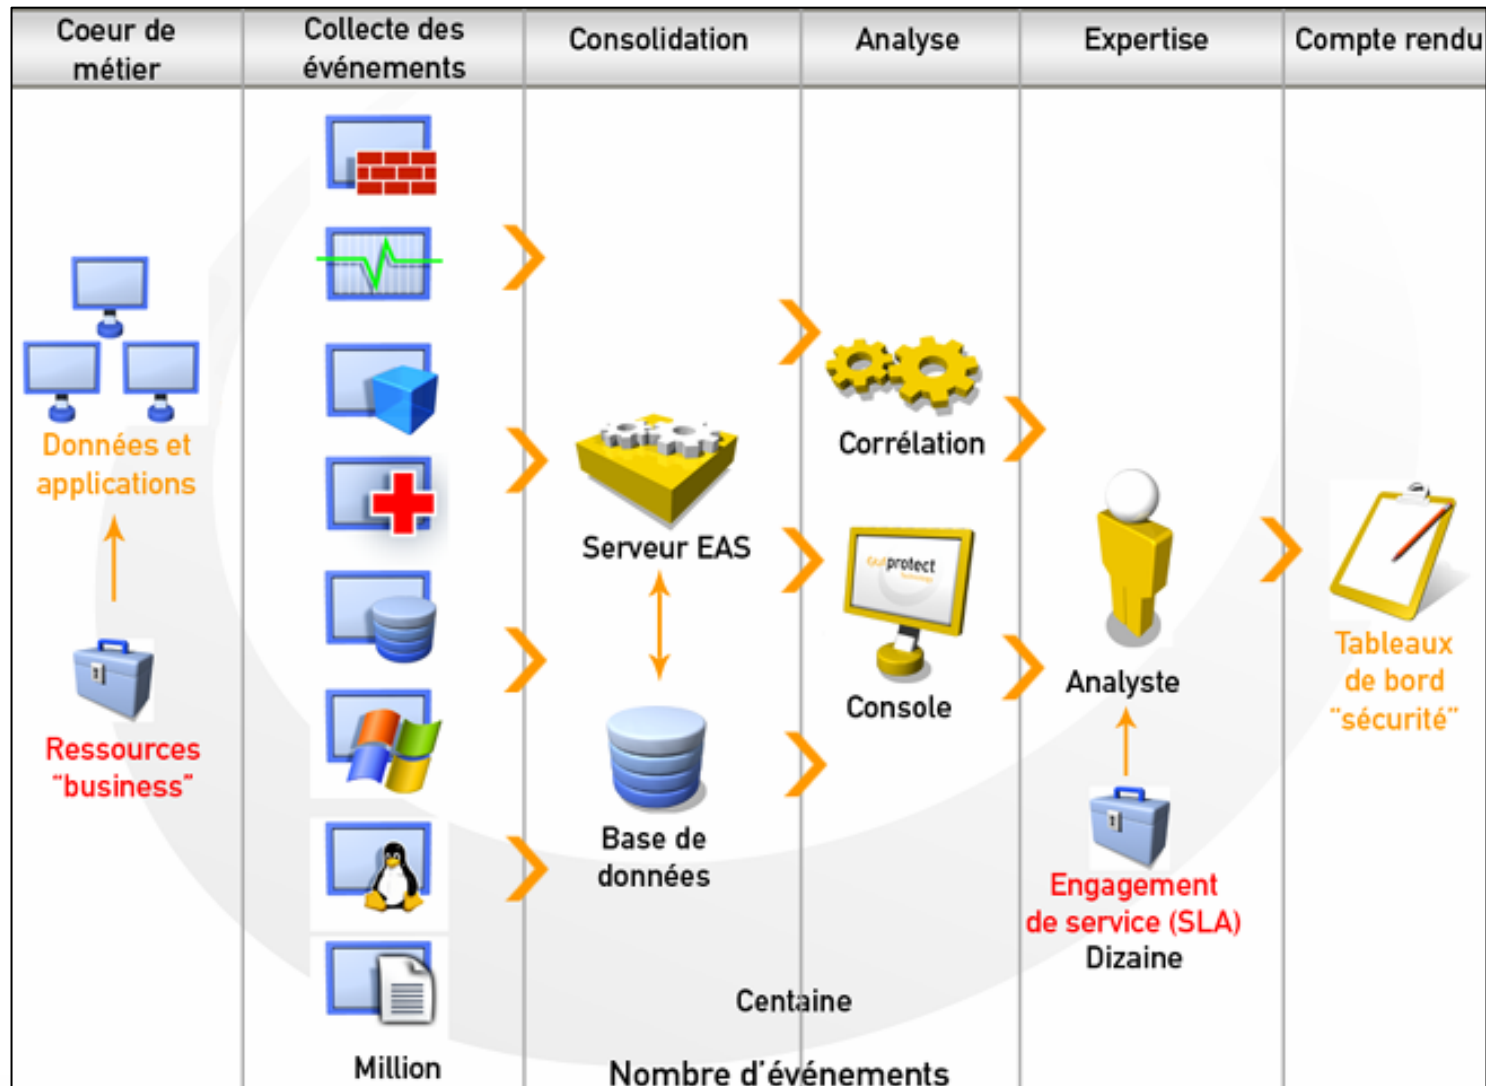 Coeur de
métier
Collecte des
événements
Consolidation
Analyse
Expertise
Compte rendu
Données et
applications
Ressources
"business"
Million
Serveur EAS
Base de
données
Centaine
Nombre d'événements
Corrélation
protect
Console
Analyste
Engagement
de service (SLA)
Dizaine
Tableaux
de bord
"sécurité"